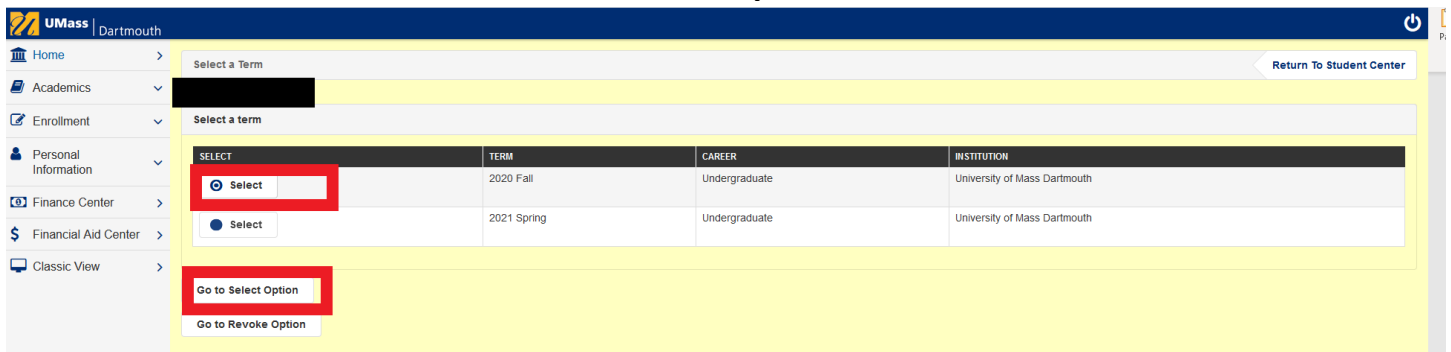 UMass | Dartmouth
Home
Select a Term
Return To Student Center
Academics
Enrollment
Select a term
Personal
Information
SELECT TERM CAREER INSTITUTION
Select 2020 Fall Undergraduate University of Mass Dartmouth
Finance Center
Select 2021 Spring Undergraduate University of Mass Dartmouth
$ Financial Aid Center
Classic View
Go to Select Option
Go to Revoke Option